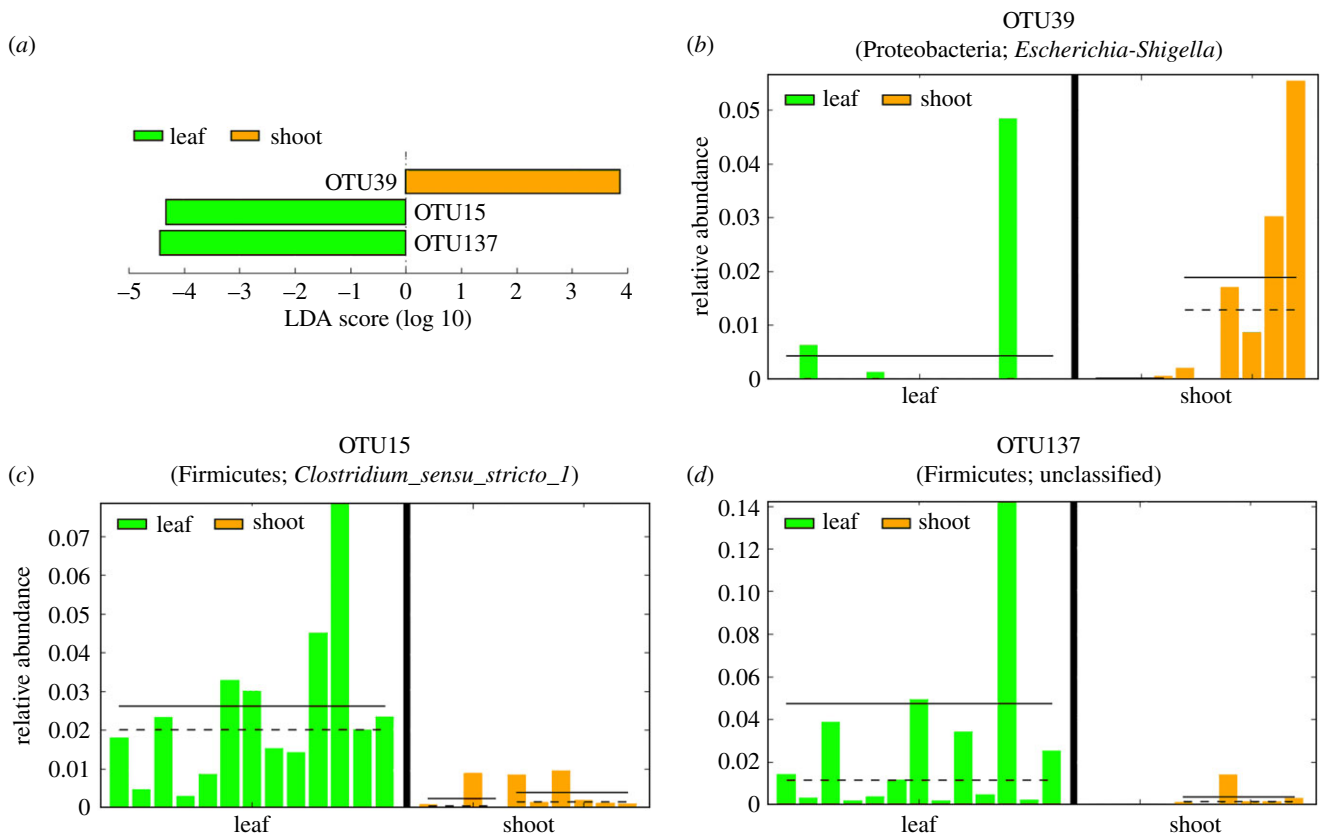 (a)
leaf shoot
OTU39
OTU15
OTU137
–5 –4 –3 –2 –1 0 1 2 3 4
LDA score (log 10)
OTU39
(b) (Proteobacteria; Escherichia-Shigella)
leaf shoot
0.05
0.04
0.03
0.02
0.01
0
relative abundance
leaf shoot
OTU15
(c) (Firmicutes; Clostridium_sensu_stricto_1)
leaf shoot
0.07
0.06
0.05
0.04
0.03
0.02
0.01
0
relative abundance
leaf shoot
OTU137
(d) (Firmicutes; unclassified)
leaf shoot
0.14
0.12
0.10
0.08
0.06
0.04
0.02
0
leaf shoot